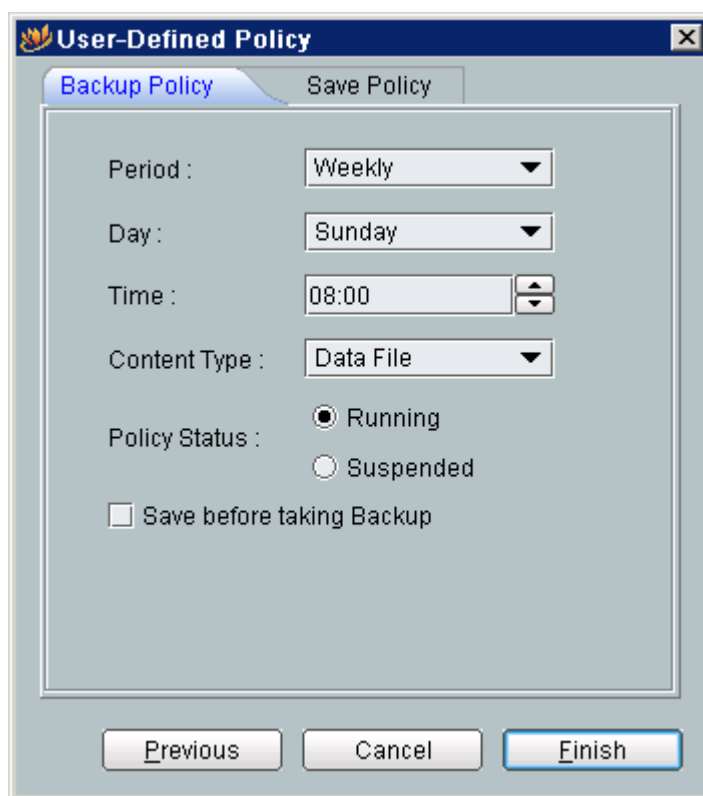 User-Defined Policy
Backup Policy Save Policy
Period : Weekly
Day : Sunday
Time : 08:00
Content Type : Data File
Policy Status : Running
Suspended
Save before taking Backup
Previous Cancel Finish